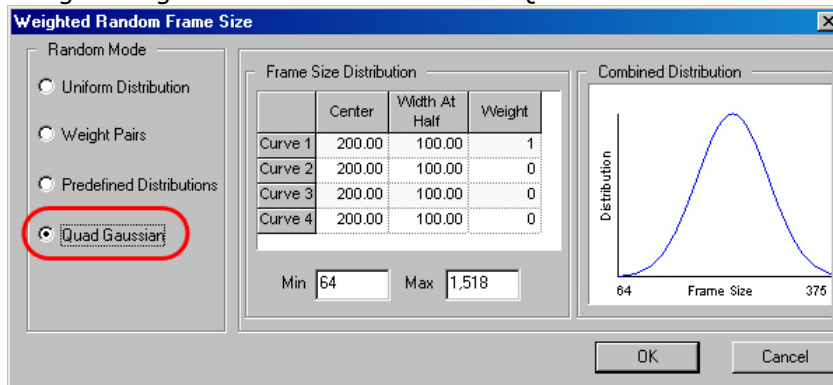 Weighted Random Frame Size
Random Mode
Uniform Distribution
Weight Pairs
Predefined Distributions
Quad Gaussian
Frame Size Distribution
Center Width At Half Weight
Curve 1 200.00 100.00 1
Curve 2 200.00 100.00 0
Curve 3 200.00 100.00 0
Curve 4 200.00 100.00 0
Min 64 Max 1,518
Combined Distribution
Distribution
64 Frame Size 375
OK Cancel